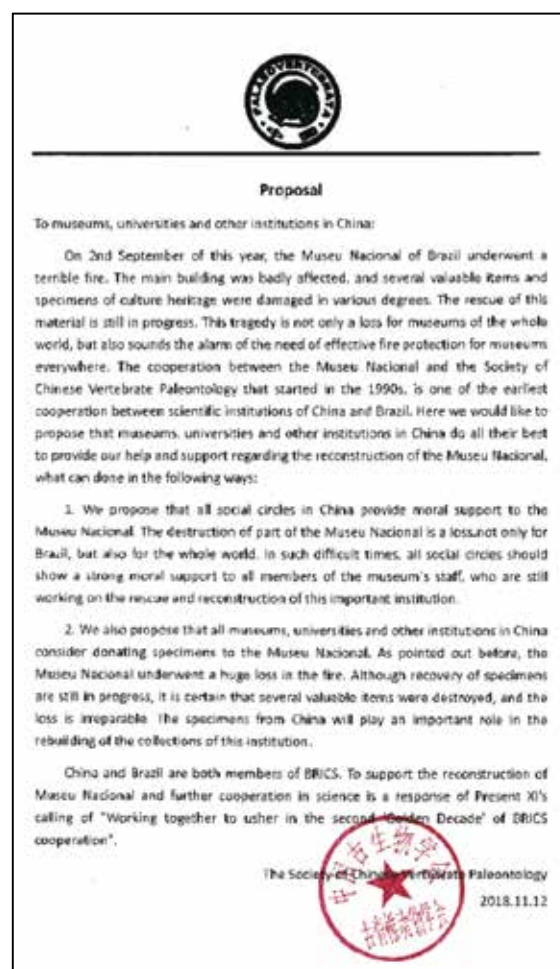 PALAEOVERTEBRATA
Proposal
To museums, universities and other institutions in China:
On 2nd September of this year, the Museu Nacional of Brazil underwent a
terrible fire. The main building was badly affected, and several valuable items and
specimens of culture heritage were damaged in various degrees. The rescue of this
material is still in progress. This tragedy is not only a loss for museums of the whole
world, but also sounds the alarm of the need of effective fire protection for museums
everywhere. The cooperation between the Museu Nacional and the Society of
Chinese Vertebrate Paleontology that started in the 1990s, is one of the earliest
cooperation between scientific institutions of China and Brazil. Here we would like to
propose that museums, universities and other institutions in China do all their best
to provide our help and support regarding the reconstruction of the Museu Nacional,
what can done in the following ways:
1. We propose that all social circles in China provide moral support to the
Museu Nacional. The destruction of part of the Museu Nacional is a loss,not only for
Brazil, but also for the whole world. In such difficult times, all social circles should
show a strong moral support to all members of the museum's staff, who are still
working on the rescue and reconstruction of this important institution.
2. We also propose that all museums, universities and other institutions in China
consider donating specimens to the Museu Nacional. As pointed out before, the
Museu Nacional underwent a huge loss in the fire. Although recovery of specimens
are still in progress, it is certain that several valuable items were destroyed, and the
loss is irreparable. The specimens from China will play an important role in the
rebuilding of the collections of this institution.
China and Brazil are both members of BRICS. To support the reconstruction of
Museu Nacional and further cooperation in science is a response of Present XI's
calling of "Working together to usher in the second 'Golden Decade' of BRICS
cooperation".
The Society of Chinese Vertebrate Paleontology
2018.11.12
中国古生物学会